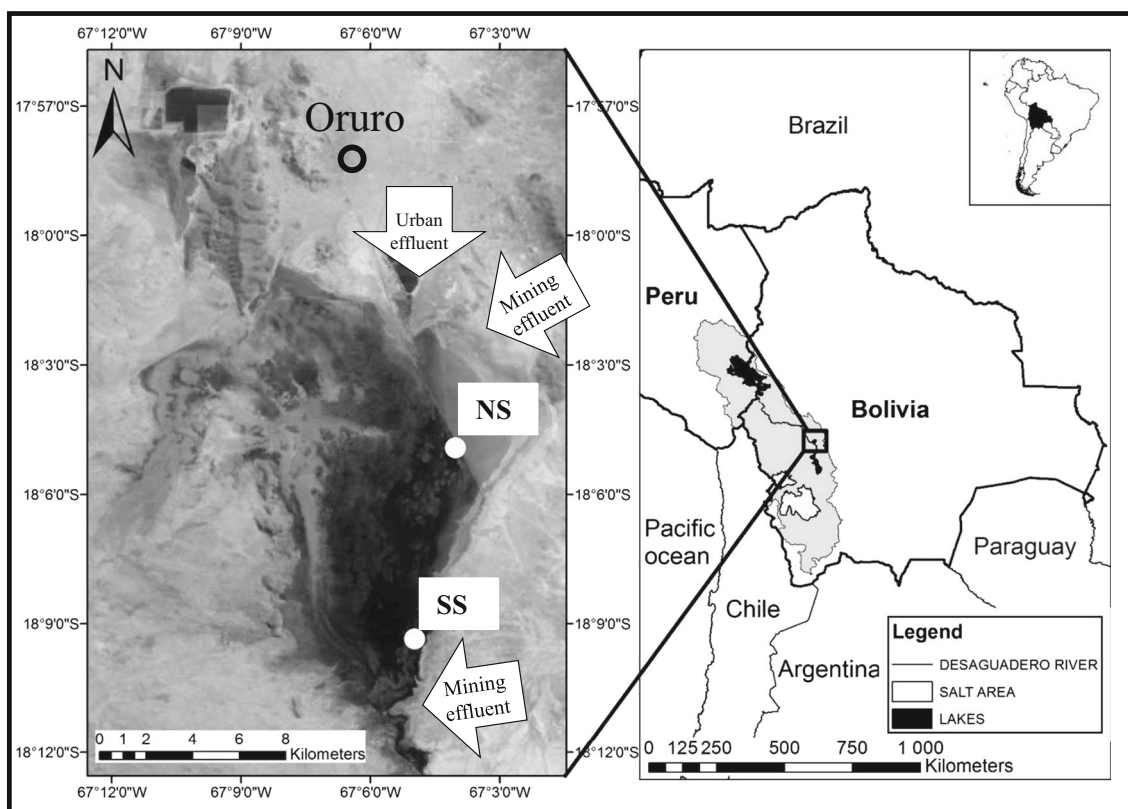 67°12'0"W 67°9'0"W 67°6'0"W 67°3'0"W
N
17°57'0"S
18°0'0"S
18°3'0"S
18°6'0"S
18°9'0"S
18°12'0"S
Oruro
Urban
effluent
Mining
effluent
NS
SS
Mining
effluent
0 1 2 4 6 8
Kilometers
67°12'0"W 67°9'0"W 67°6'0"W 67°3'0"W
17°57'0"S
18°0'0"S
18°3'0"S
18°6'0"S
18°9'0"S
18°12'0"S
Brazil
Peru
Bolivia
Pacific
ocean
Paraguay
Chile
Argentina
Legend
DESAGUADERO RIVER
SALT AREA
LAKES
0 125 250 500 750 1 000
Kilometers